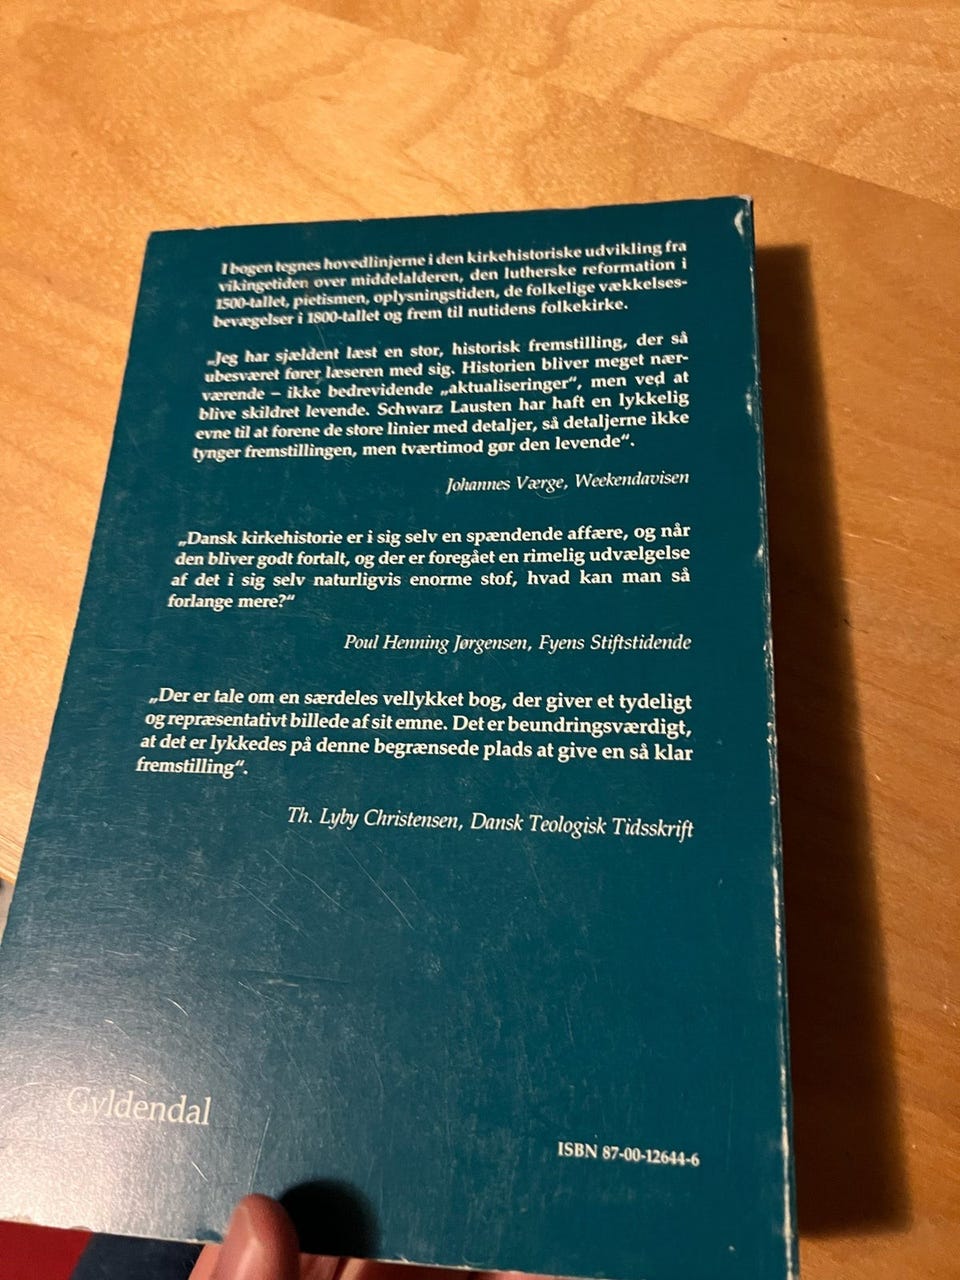 I bogen tegnes hovedlinjerne i den kirkehistoriske udvikling fra
vikingetiden over middelalderen, den lutherske reformation i
1500-tallet, pietismen, oplysningstiden, de folkelige vækkelses-
bevægelser i 1800-tallet og frem til nutidens folkekirke.
„Jeg har sjældent læst en stor, historisk fremstilling, der så
ubesværet fører læseren med sig. Historien bliver meget nær-
værende – ikke bedrevidende „aktualiseringer“, men ved at
blive skildret levende. Schwarz Lausten har haft en lykkelig
evne til at forene de store linier med detaljer, så detaljerne ikke
tynger fremstillingen, men tværtimod gør den levende“.
Johannes Værge, Weekendavisen
„Dansk kirkehistorie er i sig selv en spændende affære, og når
den bliver godt fortalt, og der er foregået en rimelig udvælgelse
af det i sig selv naturligvis enorme stof, hvad kan man så
forlange mere?“
Poul Henning Jørgensen, Fyens Stiftstidende
„Der er tale om en særdeles vellykket bog, der giver et tydeligt
og repræsentativt billede af sit emne. Det er beundringsværdigt,
at det er lykkedes på denne begrænsede plads at give en så klar
fremstilling“.
Th. Lyby Christensen, Dansk Teologisk Tidsskrift
Gyldendal
ISBN 87-00-12644-6